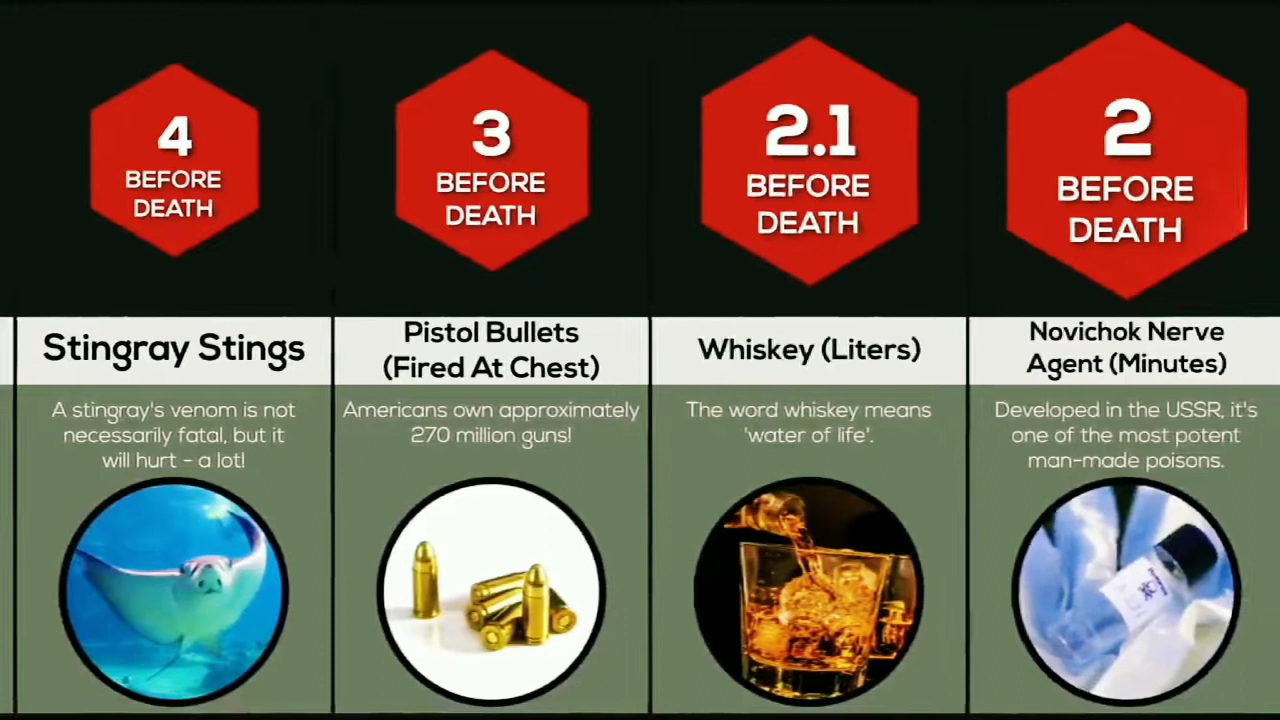 4
BEFORE
DEATH
Stingray Stings
A stingray's venom is not
necessarily fatal, but it
will hurt - a lot!
3
BEFORE
DEATH
Pistol Bullets
(Fired At Chest)
Americans own approximately
270 million guns!
2.1
BEFORE
DEATH
Whiskey (Liters)
The word whiskey means
'water of life'.
2
BEFORE
DEATH
Novichok Nerve
Agent (Minutes)
Developed in the USSR, it's
one of the most potent
man-made poisons.